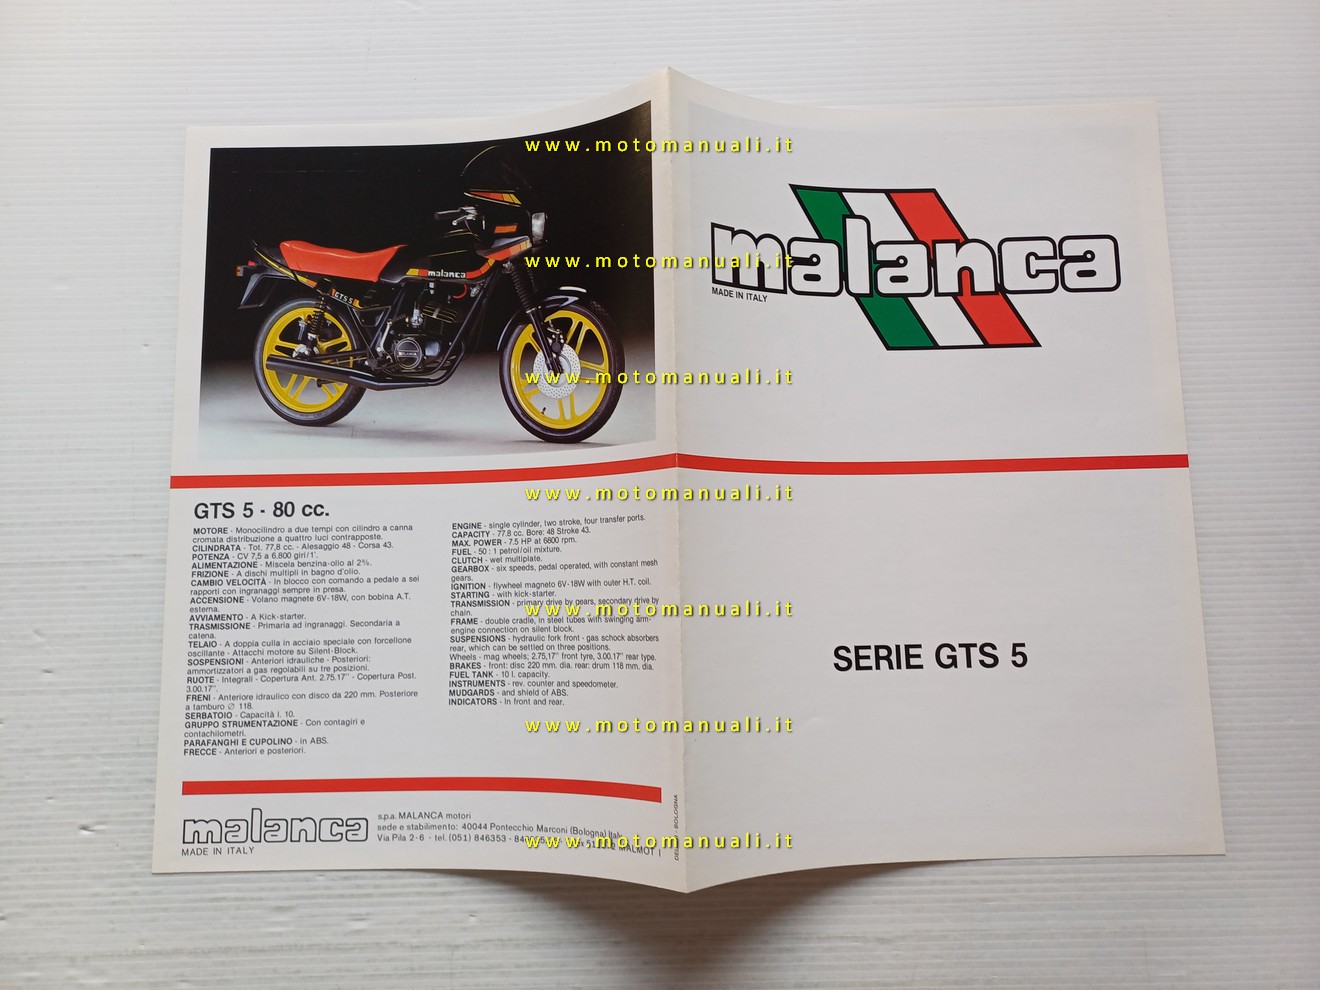 malanca
GTS 5
GTS 5 - 80 cc.
MOTORE - Monocilindro a due tempi con cilindro a canna
cromata distribuzione a quattro luci contrapposte.
CILINDRATA - Tot. 77,8 cc. - Alesaggio 48 - Corsa 43.
POTENZA - CV 7,5 a 6.800 giri/1'.
ALIMENTAZIONE - Miscela benzina-olio al 2%.
FRIZIONE - A dischi multipli in bagno d'olio.
CAMBIO VELOCITÀ - In blocco con comando a pedale a sei
rapporti con ingranaggi sempre in presa.
ACCENSIONE - Volano magnete 6V-18W, con bobina A.T.
esterna.
AVVIAMENTO - A Kick-starter.
TRASMISSIONE - Primaria ad ingranaggi. Secondaria a
catena.
TELAIO - A doppia culla in acciaio speciale con forcellone
oscillante - Attacchi motore su Silent-Block.
SOSPENSIONI - Anteriori idrauliche - Posteriori:
ammortizzatori a gas regolabili su tre posizioni.
RUOTE - Integrali - Copertura Ant. 2.75.17" - Copertura Post.
3.00.17".
FRENI - Anteriore idraulico con disco da 220 mm. Posteriore
a tamburo ∅ 118.
SERBATOIO - Capacità l. 10.
GRUPPO STRUMENTAZIONE - Con contagiri e
contachilometri.
PARAFANGHI E CUPOLINO - in ABS.
FRECCE - Anteriori e posteriori.
ENGINE - single cylinder, two stroke, four transfer ports.
CAPACITY - 77,8 cc. Bore: 48 Stroke 43.
MAX. POWER - 7.5 HP at 6800 rpm.
FUEL - 50 : 1 petrol/oil mixture.
CLUTCH - wet multiplate.
GEARBOX - six speeds, pedal operated, with constant mesh
gears.
IGNITION - flywheel magneto 6V-18W with outer H.T. coil.
STARTING - with kick-starter.
TRANSMISSION - primary drive by gears, secondary drive by
chain.
FRAME - double cradle, in steel tubes with swinging arm-
engine connection on silent block.
SUSPENSIONS - hydraulic fork front - gas schock absorbers
rear, which can be settled on three positions.
Wheels - mag wheels; 2.75,17" front tyre, 3.00.17" rear type.
BRAKES - front: disc 220 mm. dia. rear: drum 118 mm. dia.
FUEL TANK - 10 l. capacity.
INSTRUMENTS - rev. counter and speedometer.
MUDGARDS - and shield of ABS.
INDICATORS - In front and rear.
malanca
MADE IN ITALY
s.p.a. MALANCA motori
sede e stabilimento: 40044 Pontecchio Marconi (Bologna) Italy
Via Pila 2-6 - tel. (051) 846353 - MALMOT I
BOLOGNA
malanca
MADE IN ITALY
SERIE GTS 5
www.motomanuali.it
www.motomanuali.it
www.motomanuali.it
www.motomanuali.it
www.motomanuali.it
www.motomanuali.it
www.motomanuali.it